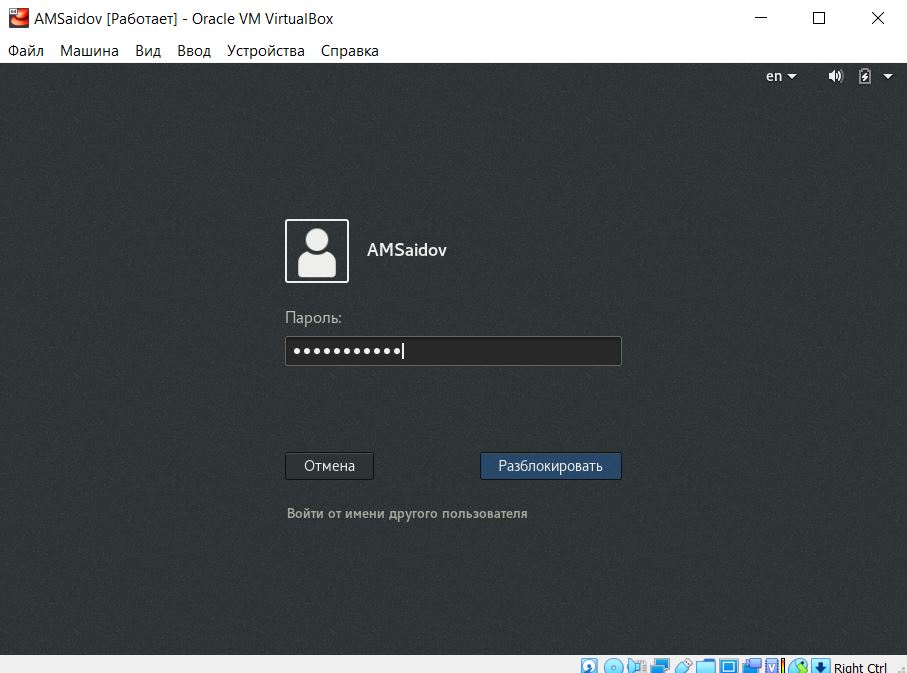 AMSaidov [Работает] - Oracle VM VirtualBox
Файл Машина Вид Ввод Устройства Справка
en
AMSaidov
Пароль:
Отмена Разблокировать
Войти от имени другого пользователя
Right Ctrl